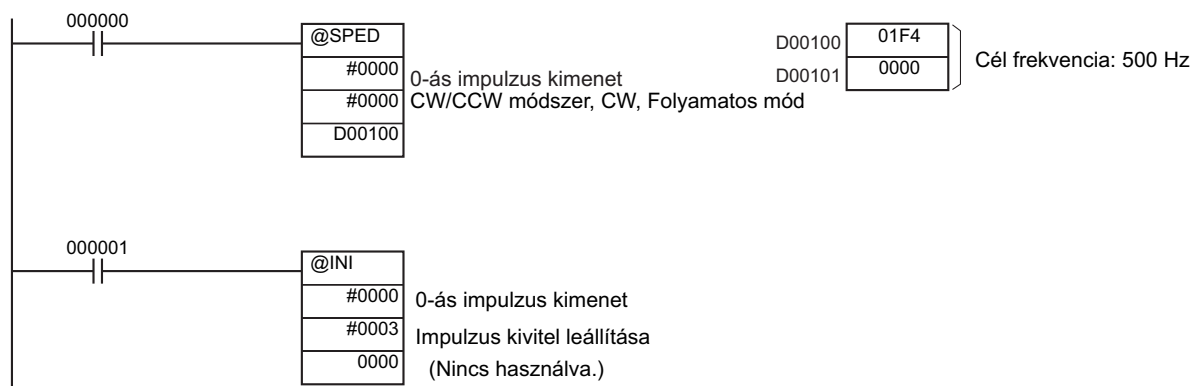 000000
@SPED
#0000 0-ás impulzus kimenet
#0000 CW/CCW módszer, CW, Folyamatos mód
D00100
D00100 01F4
D00101 0000
Cél frekvencia: 500 Hz
000001
@INI
#0000 0-ás impulzus kimenet
#0003 Impulzus kivitel leállítása
0000 (Nincs használva.)